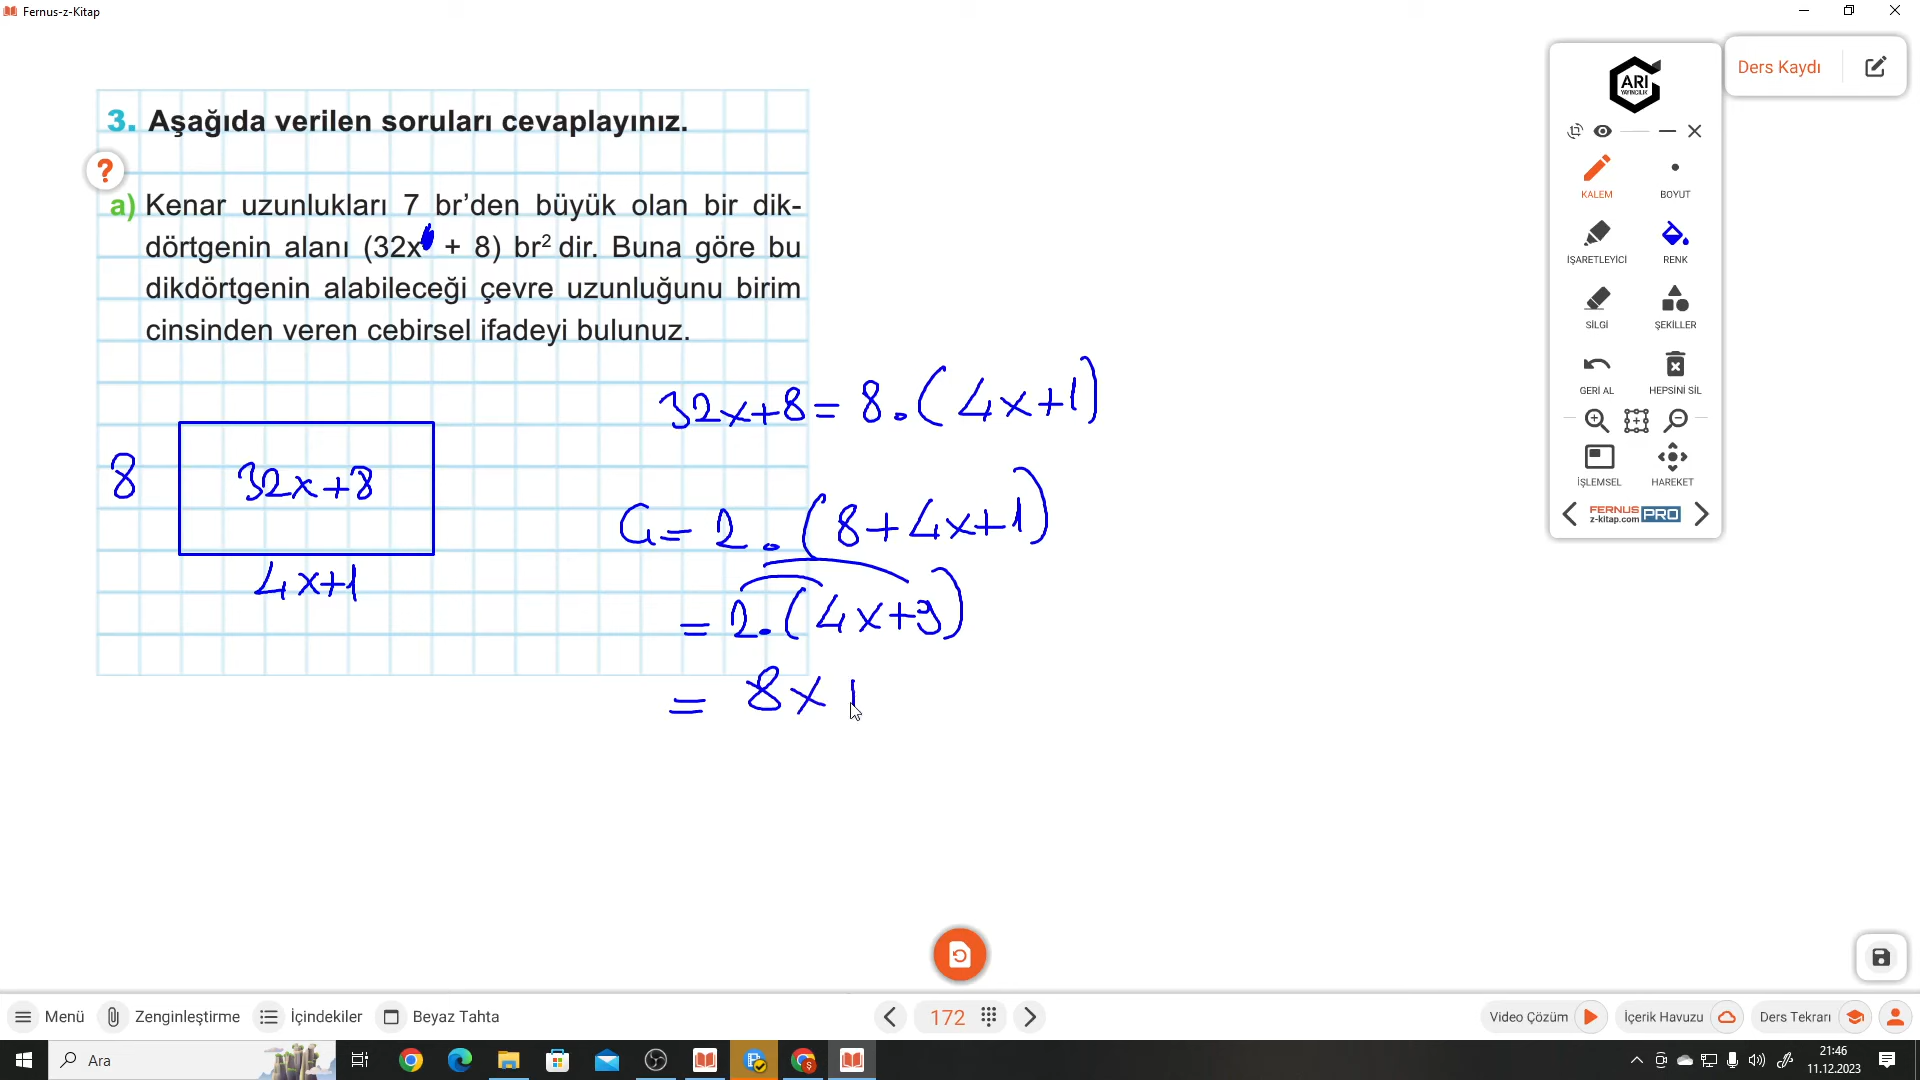 Fernus-z-Kitap
Ders Kaydı
ARI
YAYINCILIK
3. Aşağıda verilen soruları cevaplayınız.
?
a) Kenar uzunlukları 7 br'den büyük olan bir dik-
dörtgenin alanı (32x + 8) br² dir. Buna göre bu
dikdörtgenin alabileceği çevre uzunluğunu birim
cinsinden veren cebirsel ifadeyi bulunuz.
KALEM
BOYUT
İŞARETLEYİCİ
RENK
SİLGİ
ŞEKİLLER
GERİ AL
HEPSİNİ SİL
İŞLEMSEL
HAREKET
FERNUS
z-kitap.com PRO
32x+8=8.(4x+1)
8
32x+8
4x+1
Ç=2.(8+4x+1)
=2.(4x+9)
= 8x
Menü
Zenginleştirme
İçindekiler
Beyaz Tahta
172
Video Çözüm
İçerik Havuzu
Ders Tekrarı
Ara
21:46
11.12.2023